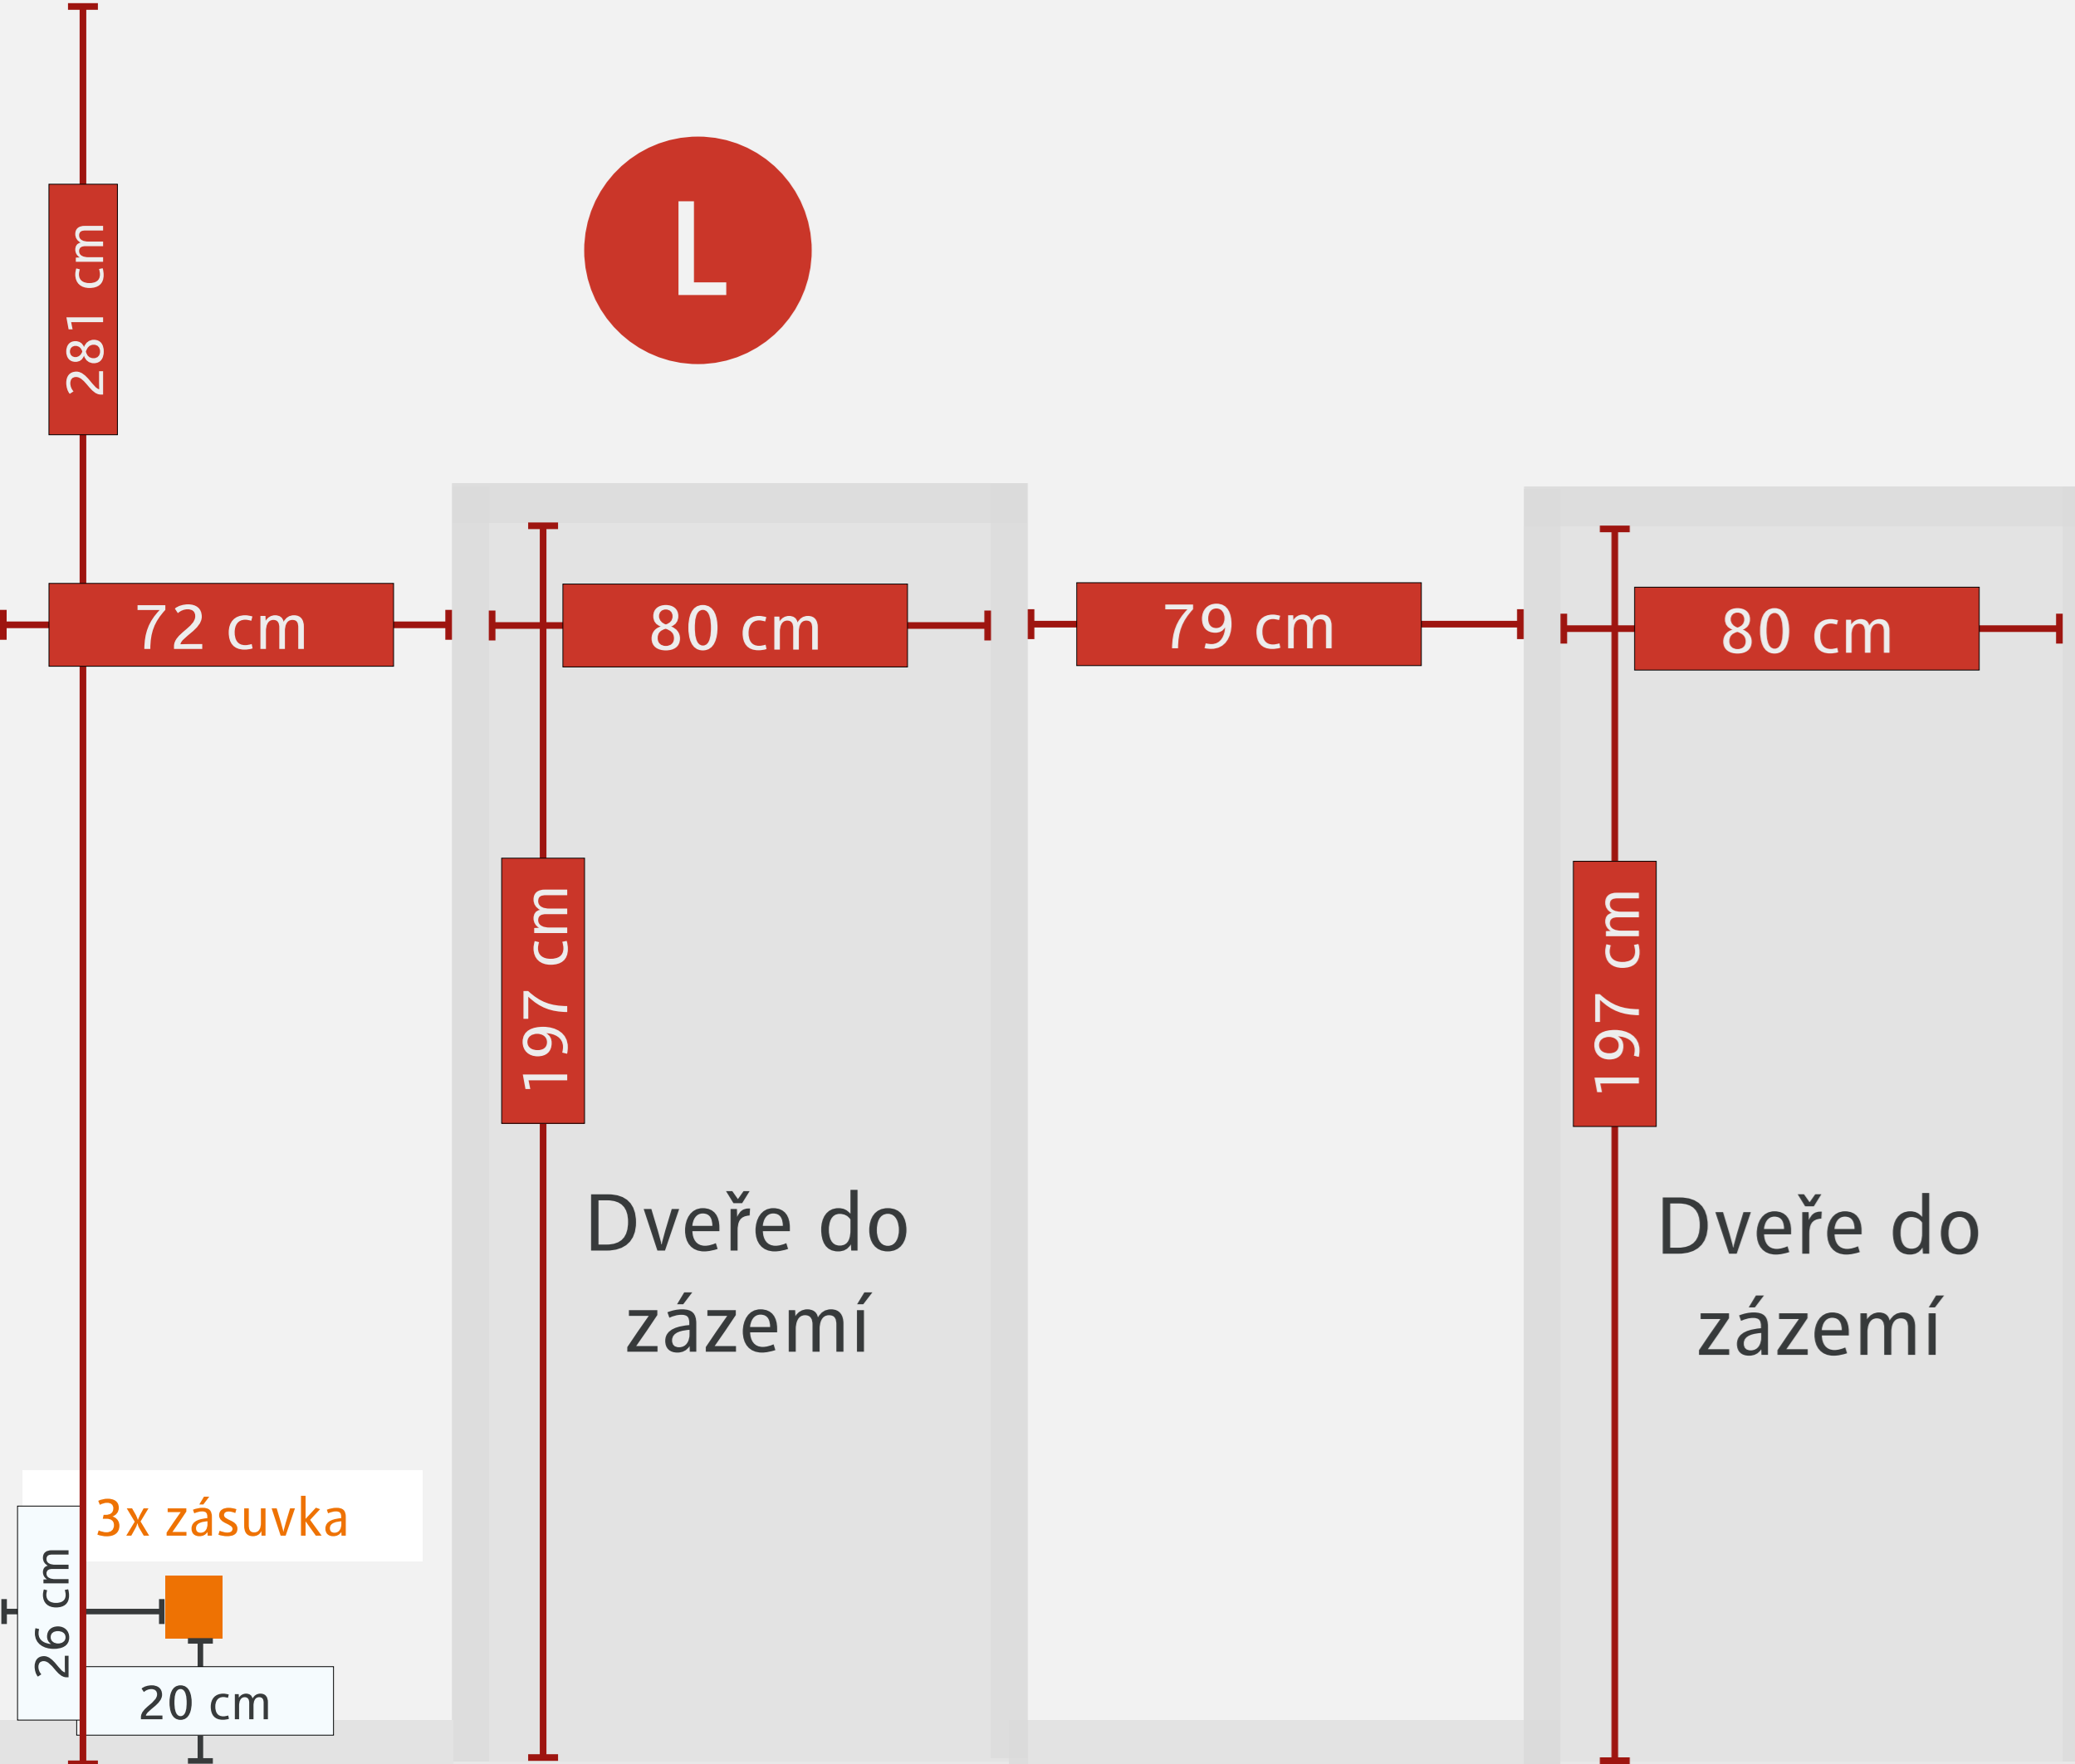 L
281 cm
72 cm
80 cm
79 cm
80 cm
197 cm
197 cm
Dveře do
zázemí
Dveře do
zázemí
3x zásuvka
26 cm
20 cm